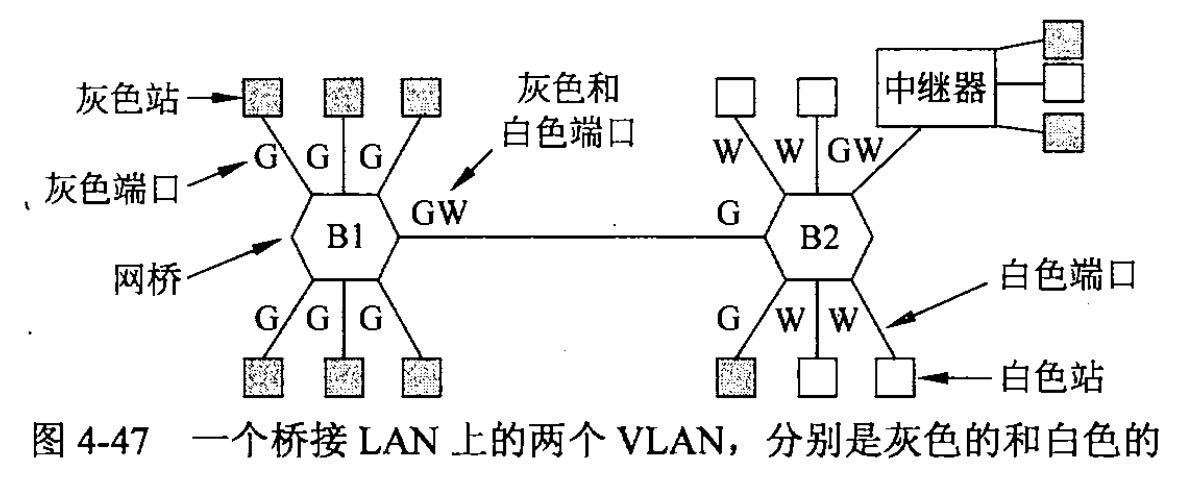 灰色站
灰色和
白色端口
中继器
G G G
W W GW
灰色端口
GW
G
B1
B2
网桥
白色端口
G G G
G W W
白色站
图 4-47 一个桥接 LAN 上的两个 VLAN，分别是灰色的和白色的